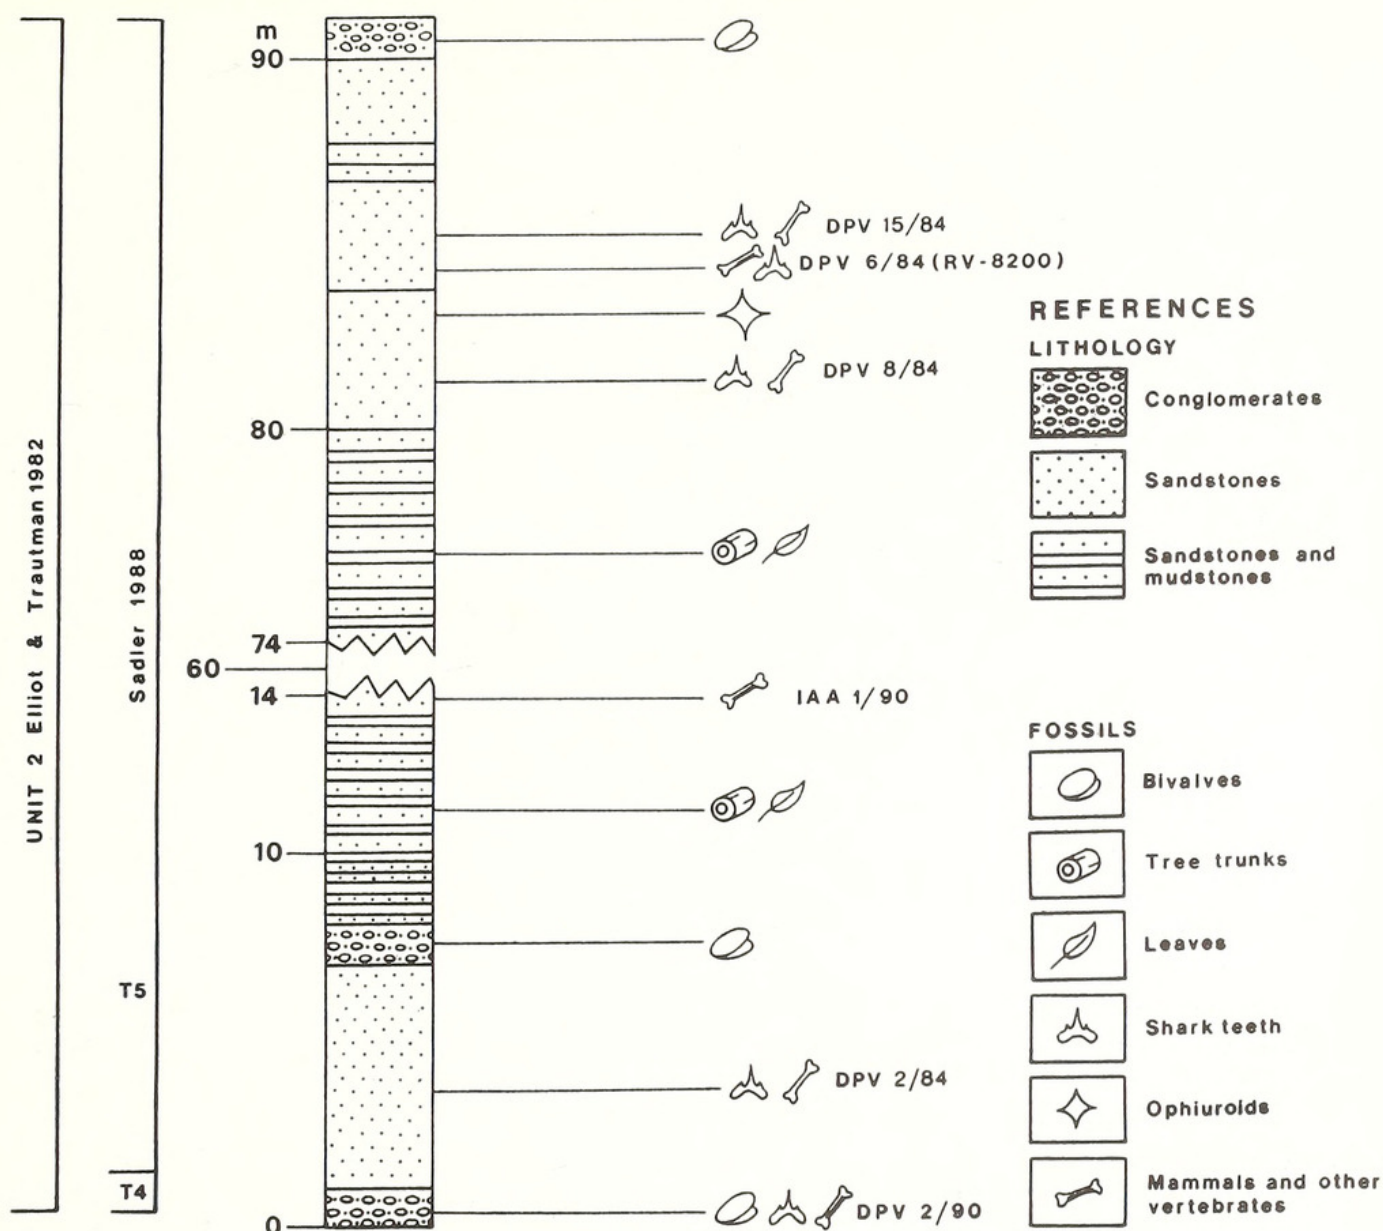 UNIT 2 Elliot & Trautman 1982
Sadler 1988
T5
T4
m
90
80
74
60
14
10
0
DPV 15/84
DPV 6/84 (RV-8200)
DPV 8/84
IAA 1/90
DPV 2/84
DPV 2/90
REFERENCES
LITHOLOGY
Conglomerates
Sandstones
Sandstones and
mudstones
FOSSILS
Bivalves
Tree trunks
Leaves
Shark teeth
Ophiuroids
Mammals and other
vertebrates